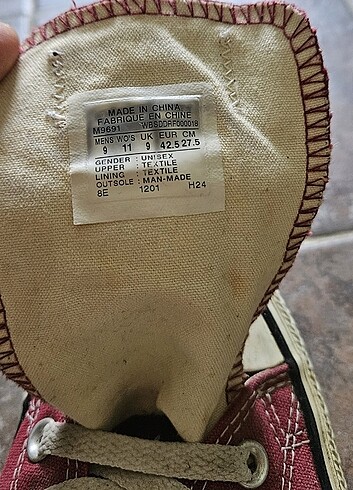 MADE IN CHINA
FABRIQUE EN CHINE
M9691 WBSDDRF000018
MENS WO'S UK EUR CM
9 11 9 42.5 27.5
GENDER : UNISEX
UPPER : TEXTILE
LINING : TEXTILE
OUTSOLE : MAN-MADE
8E 1201 H24